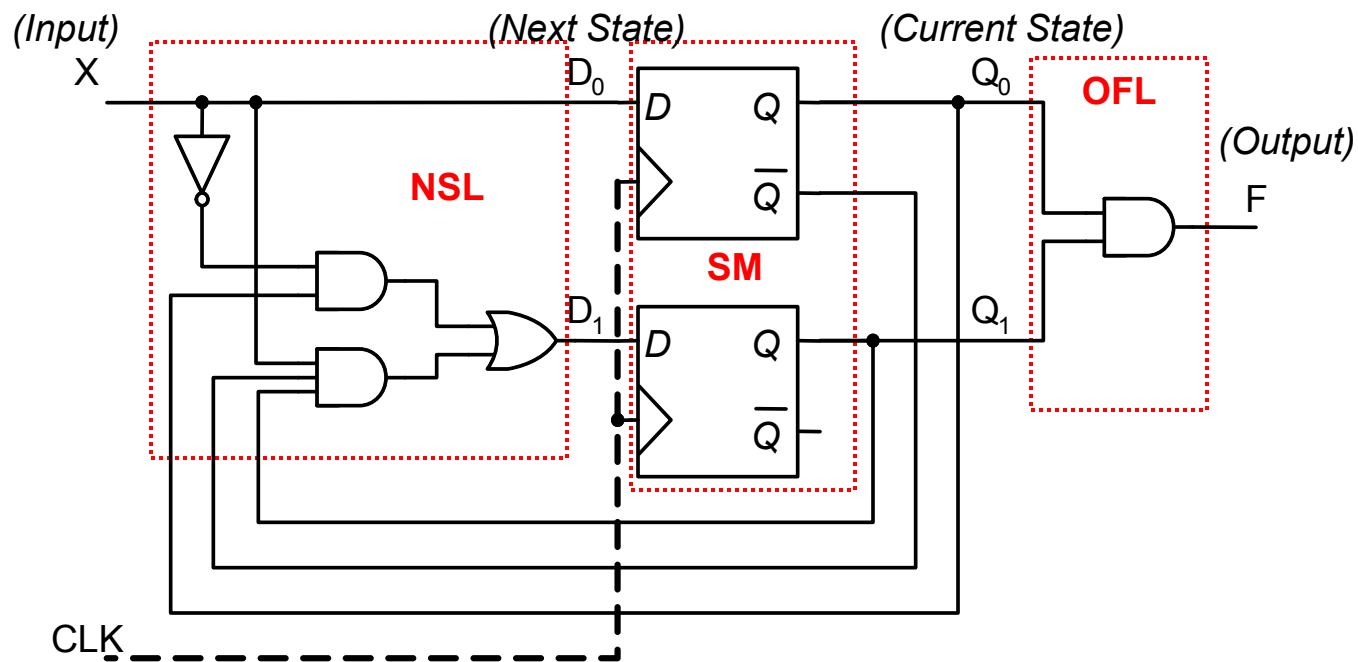 (Input)
(Next State)
(Current State)
X
D0
Q0
OFL
D
Q
(Output)
NSL
Q̅
F
SM
D1
Q1
D
Q
Q̅
CLK